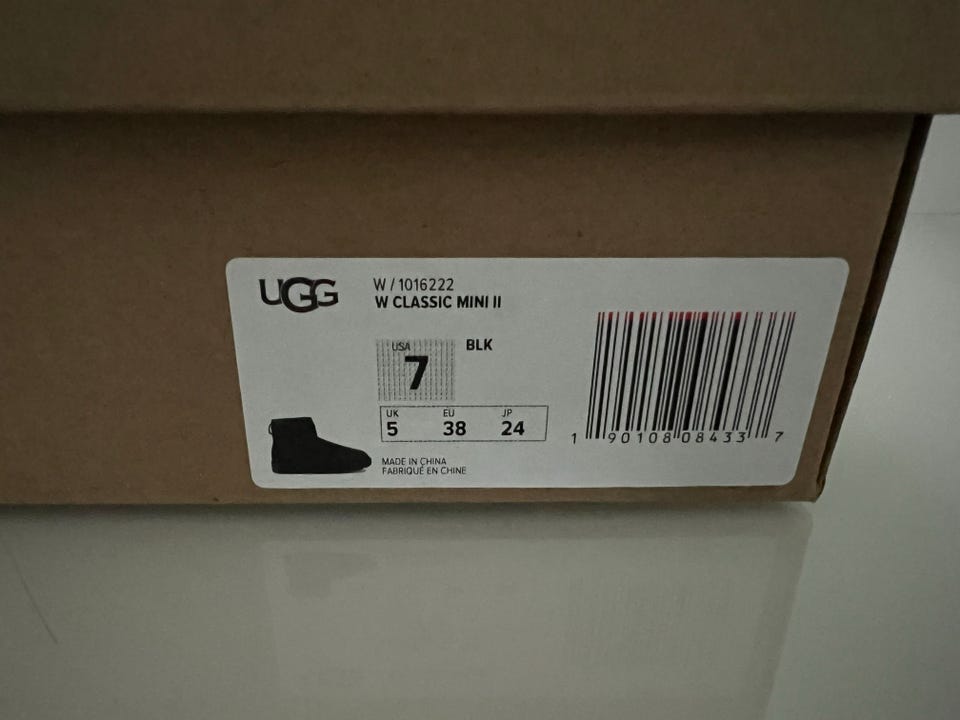 UGG
W / 1016222
W CLASSIC MINI II
USA
7
BLK
UK EU JP
5 38 24
MADE IN CHINA
FABRIQUÉ EN CHINE
1 90108 08433 7